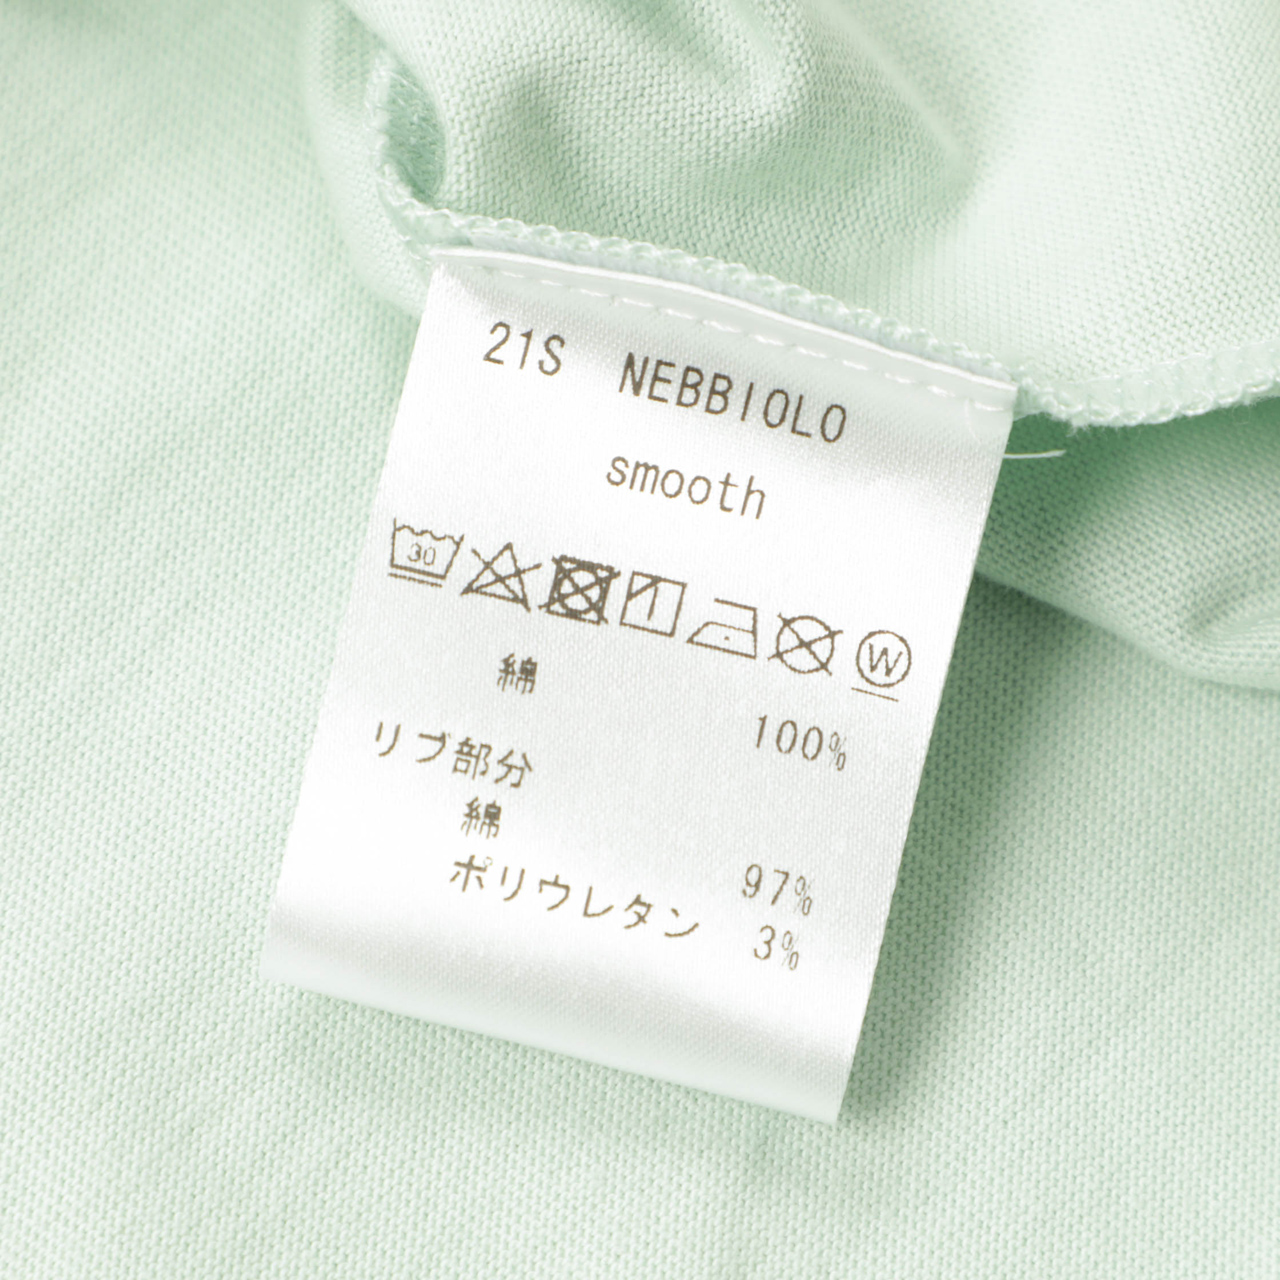 21S NEBBIOLO
smooth
30 W
綿 100%
リブ部分
綿 97%
ポリウレタン 3%